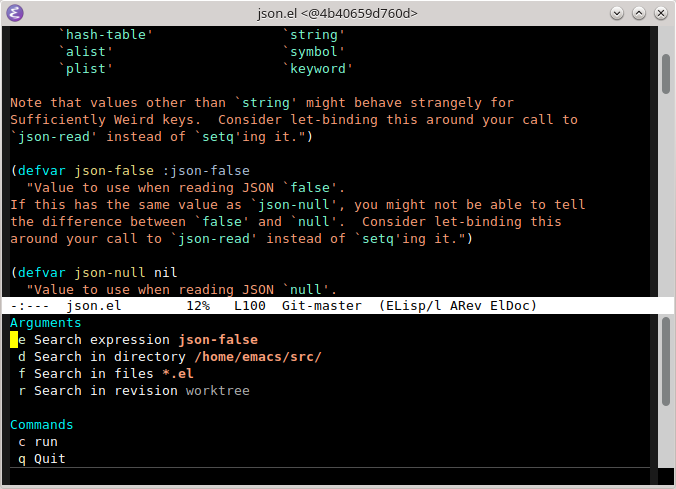 json.el <@4b40659d760d>
`hash-table' `string'
`alist' `symbol'
`plist' `keyword'
Note that values other than `string' might behave strangely for
Sufficiently Weird keys.  Consider let-binding this around your call to
`json-read' instead of `setq'ing it.")
(defvar json-false :json-false
"Value to use when reading JSON `false'.
If this has the same value as `json-null', you might not be able to tell
the difference between `false' and `null'.  Consider let-binding this
around your call to `json-read' instead of `setq'ing it.")
(defvar json-null nil
"Value to use when reading JSON `null'.
-:---  json.el        12%   L100  Git-master  (ELisp/l ARev ElDoc)
Arguments
e Search expression json-false
d Search in directory /home/emacs/src/
f Search in files *.el
r Search in revision worktree
Commands
c run
q Quit